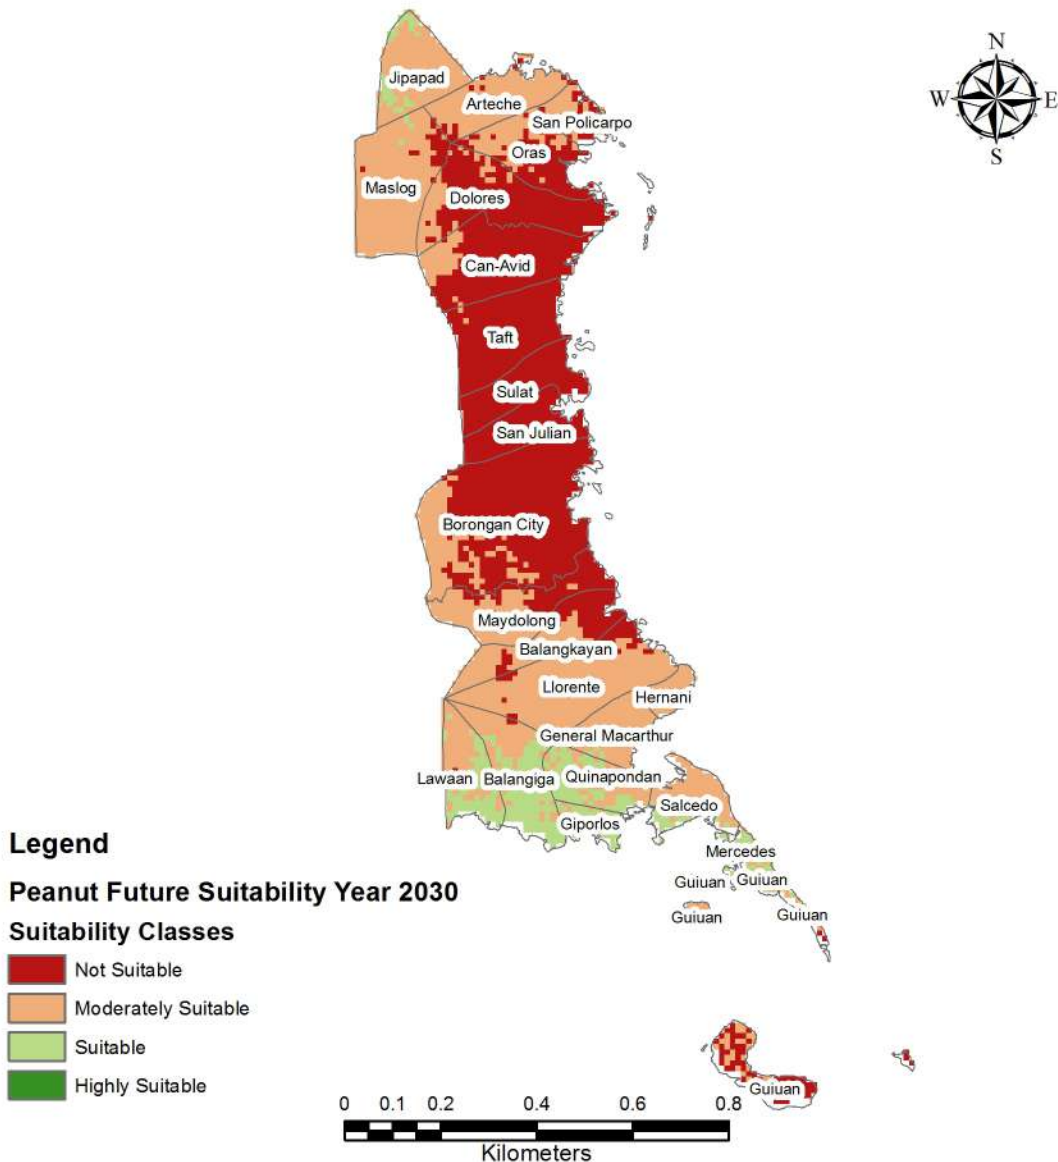 N
W E
S
Jipapad
Arteche
San Policarpo
Oras
Maslog
Dolores
Can-Avid
Taft
Sulat
San Julian
Borongan City
Maydolong
Balangkayan
Llorente
Hernani
General Macarthur
Lawaan Balangiga Quinapondan
Salcedo
Giporlos
Mercedes
Guiuan Guiuan
Guiuan Guiuan
Guiuan
Legend
Peanut Future Suitability Year 2030
Suitability Classes
Not Suitable
Moderately Suitable
Suitable
Highly Suitable
0 0.1 0.2 0.4 0.6 0.8
Kilometers